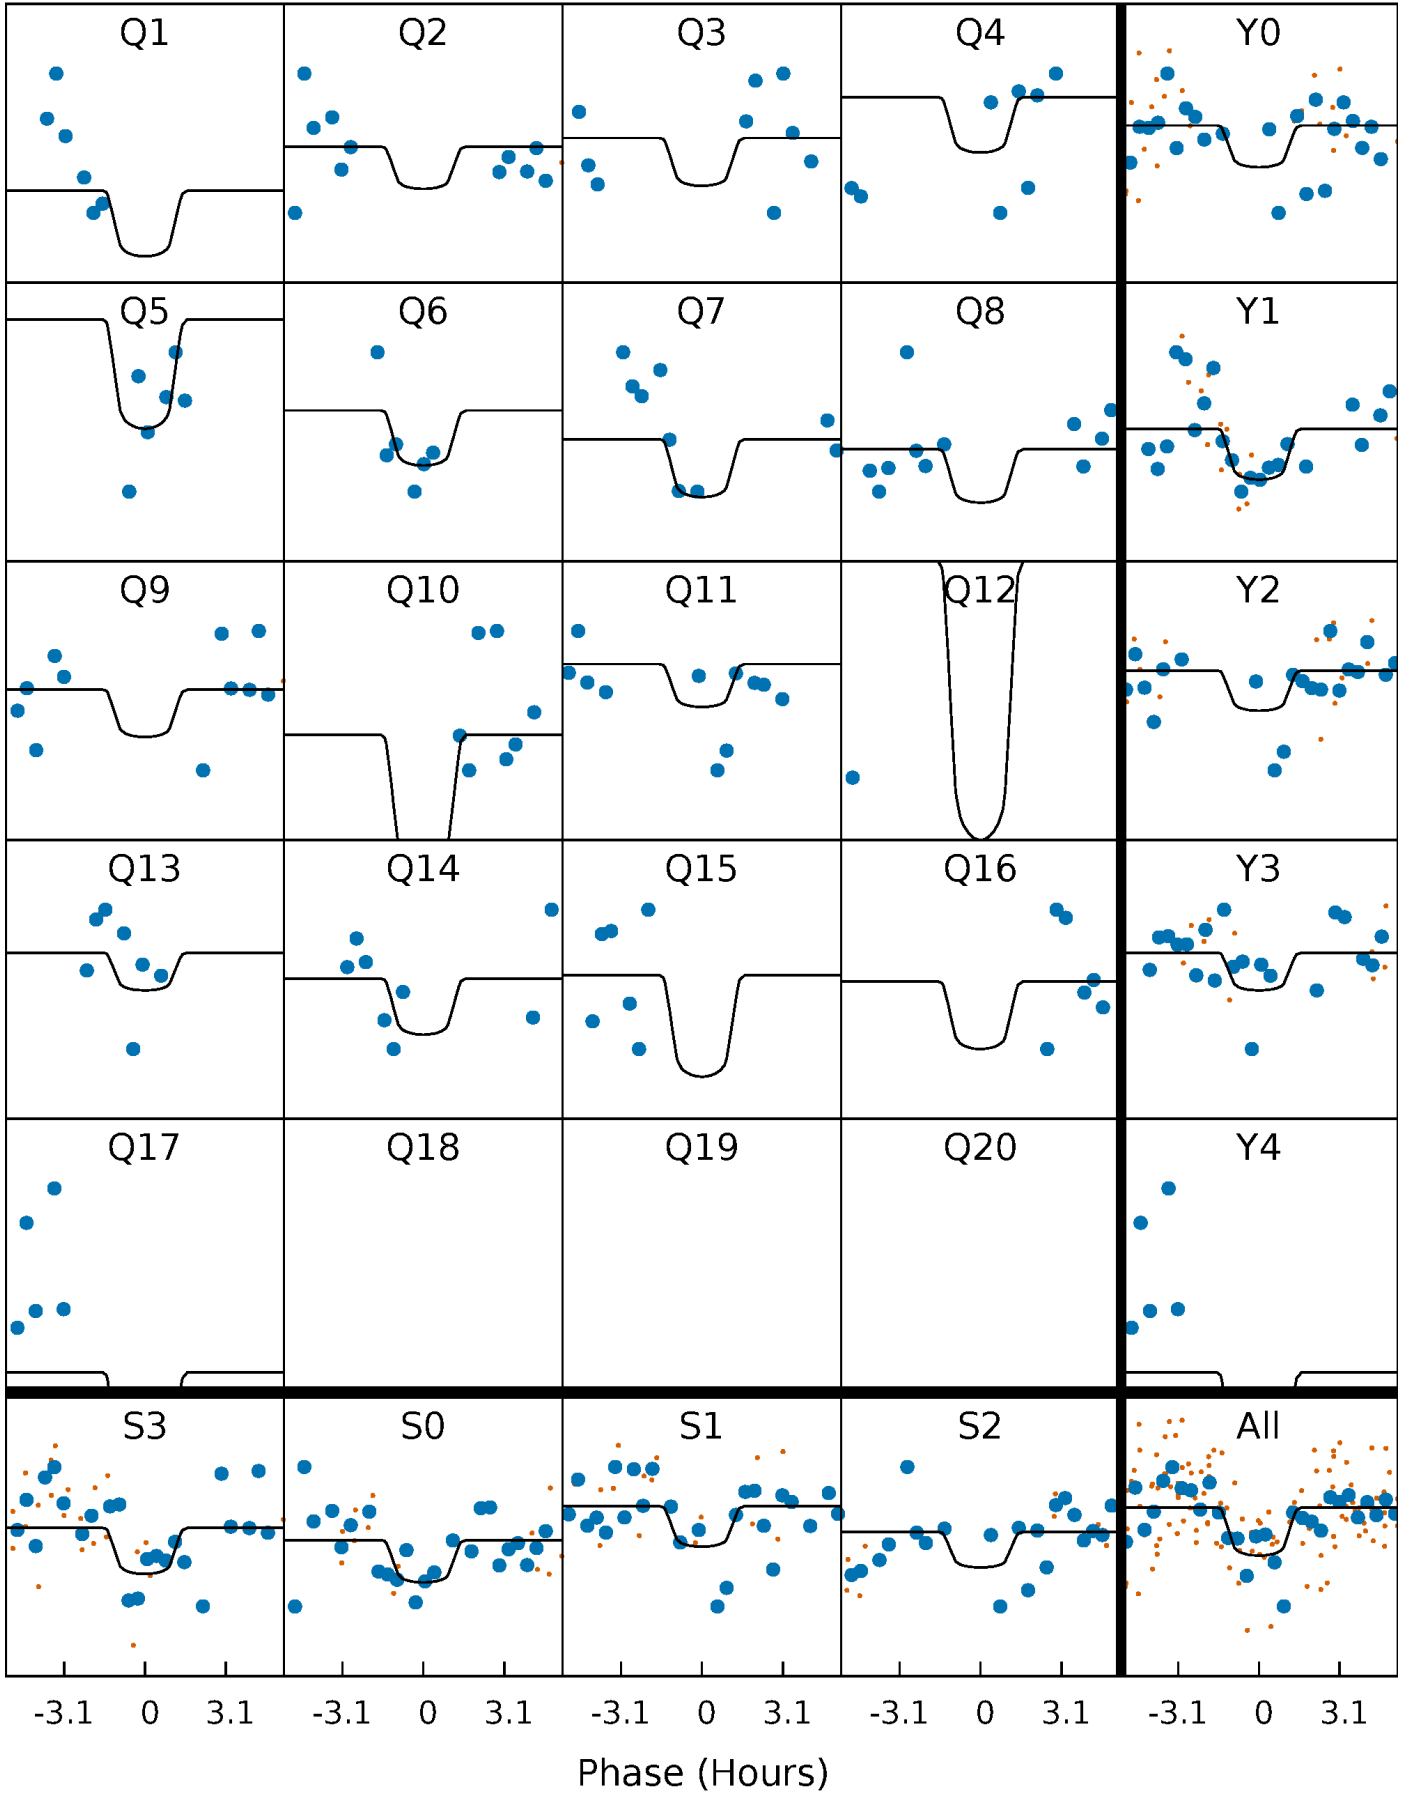 Q1 Q2 Q3 Q4 Y0
Q5 Q6 Q7 Q8 Y1
Q9 Q10 Q11 Q12 Y2
Q13 Q14 Q15 Q16 Y3
Q17 Q18 Q19 Q20 Y4
S3 S0 S1 S2 All
-3.1 0 3.1 -3.1 0 3.1 -3.1 0 3.1 -3.1 0 3.1 -3.1 0 3.1
Phase (Hours)